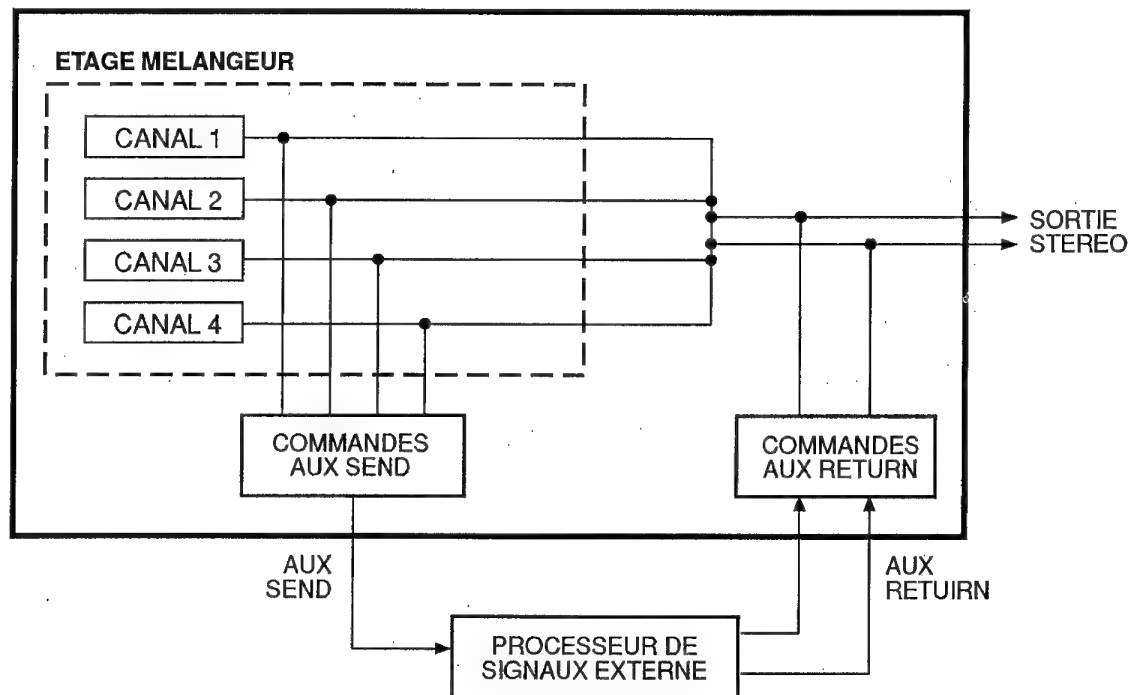 ETAGE MELANGEUR
CANAL 1
CANAL 2
CANAL 3
CANAL 4
SORTIE
STEREO
COMMANDES
AUX SEND
COMMANDES
AUX RETURN
AUX
SEND
AUX
RETUIRN
PROCESSEUR DE
SIGNAUX EXTERNE